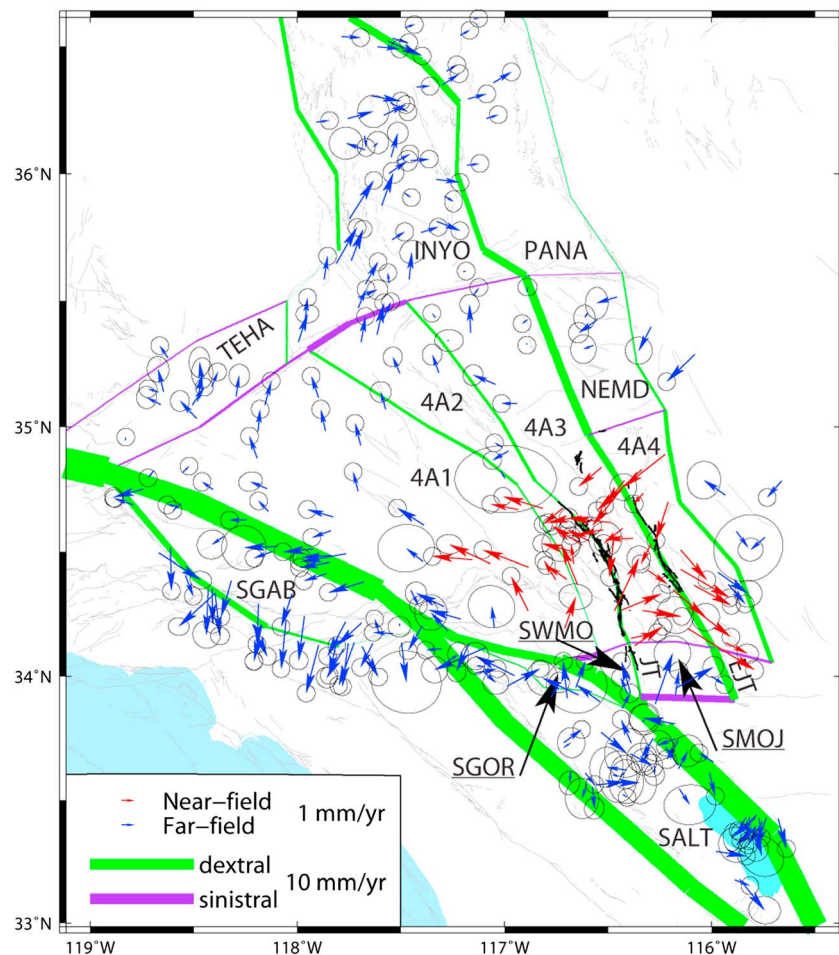 36°N
35°N
34°N
33°N
119°W
118°W
117°W
116°W
INYO
PANA
TEHA
NEMD
4A2
4A3
4A4
4A1
SGAB
SWMO
JT
EJT
SGOR
SMOJ
SALT
Near–field
Far–field
1 mm/yr
dextral
sinistral
10 mm/yr